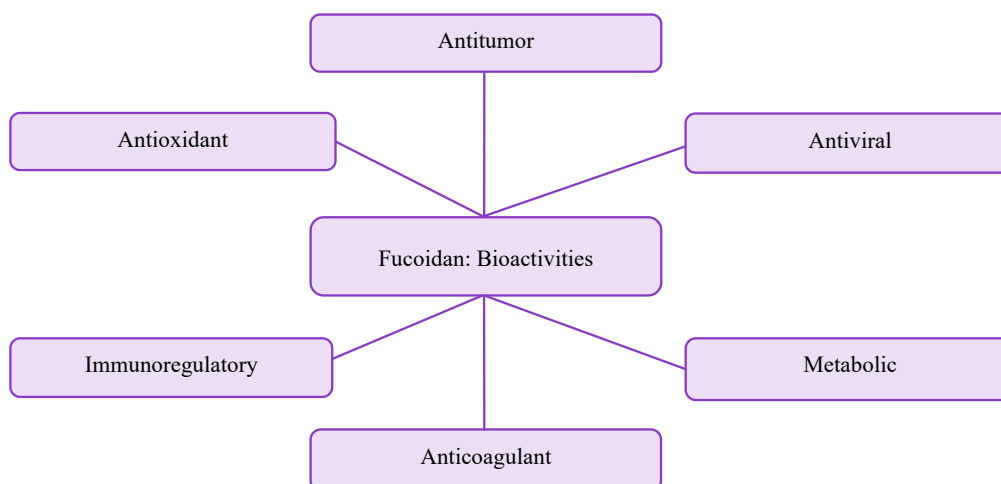 Antitumor
Antioxidant
Antiviral
Fucoidan: Bioactivities
Immunoregulatory
Metabolic
Anticoagulant